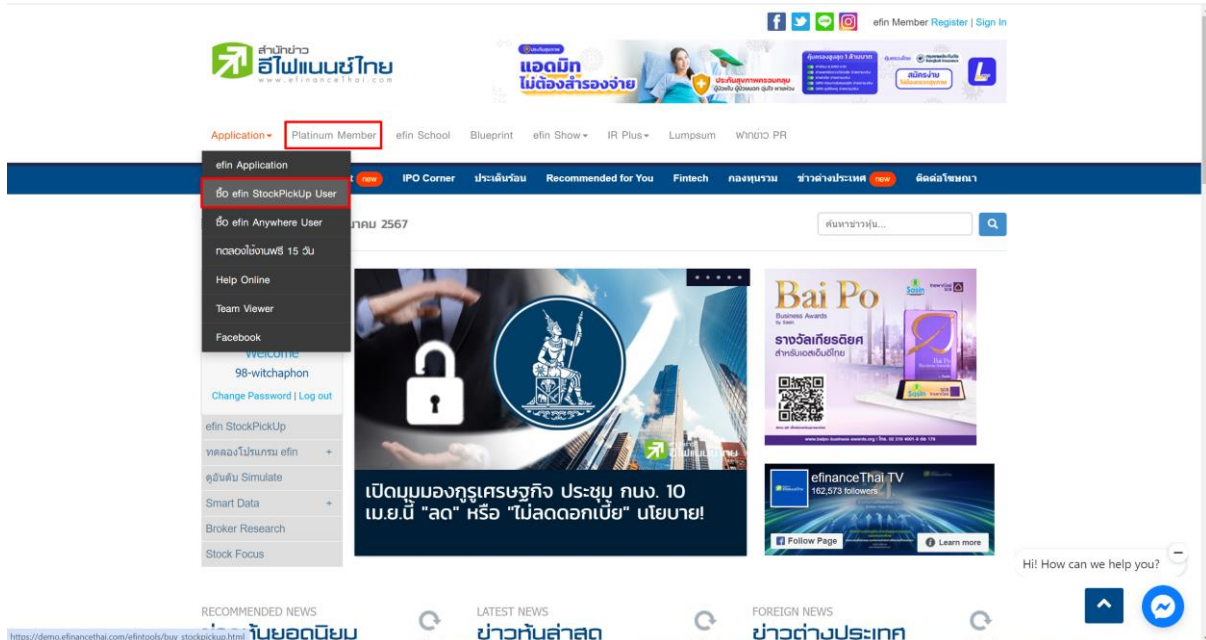 efin Member Register | Sign In
สำนักข่าว
อีไฟแนนซ์ไทย
www.efinanceThai.com
แอดมิท
ไม่ต้องสำรองจ่าย
Application
Platinum Member
efin School
Blueprint
efin Show
IR Plus
Lumpsum
ฝากข่าว PR
efin Application
ซื้อ efin StockPickUp User
ซื้อ efin Anywhere User
ทดลองใช้งานฟรี 15 วัน
Help Online
Team Viewer
Facebook
new
IPO Corner
ประเด็นร้อน
Recommended for You
Fintech
กองทุนรวม
ข่าวต่างประเทศ new
ติดต่อโฆษณา
2567
ค้นหาข่าวหุ้น...
Welcome
98-witchaphon
Change Password | Log out
efin StockPickUp
ทดลองโปรแกรม efin +
ดูอันดับ Simulate
Smart Data +
Broker Research
Stock Focus
เปิดมุมมองกูรูเศรษฐกิจ ประชุม กนง. 10
เม.ย.นี้ "ลด" หรือ "ไม่ลดดอกเบี้ย" นโยบาย!
Bai Po
Business Awards
by Sasin
รางวัลเกียรติยศ
สำหรับเอสเอ็มอีไทย
efinanceThai TV
162,573 followers
Follow Page
Learn more
Hi! How can we help you?
RECOMMENDED NEWS
LATEST NEWS
ข่าวหุ้นล่าสุด
FOREIGN NEWS
ข่าวต่างประเทศ
https://demo.efinancethai.com/efintools/buy_stockpickup.html